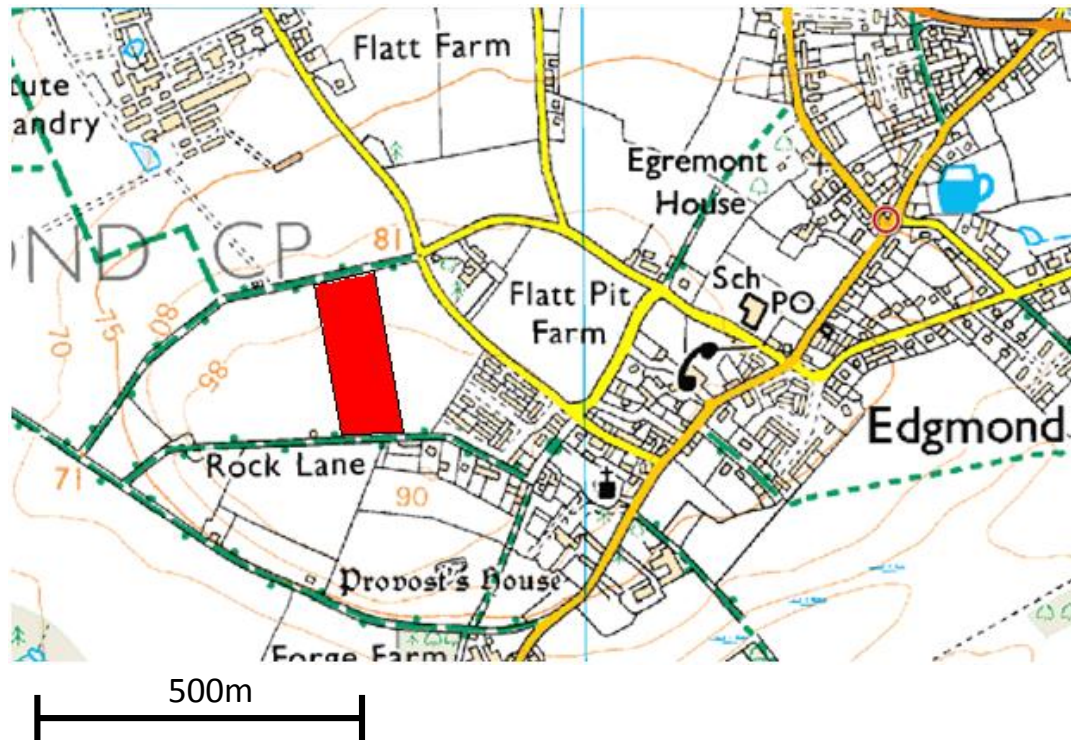 Flatt Farm
tute
andry
Egremont
House
OND CP
81
Sch
PO
Flatt Pit
Farm
70
75
80
85
Edgmond
71
Rock Lane
90
Provost's House
Forge Farm
500m